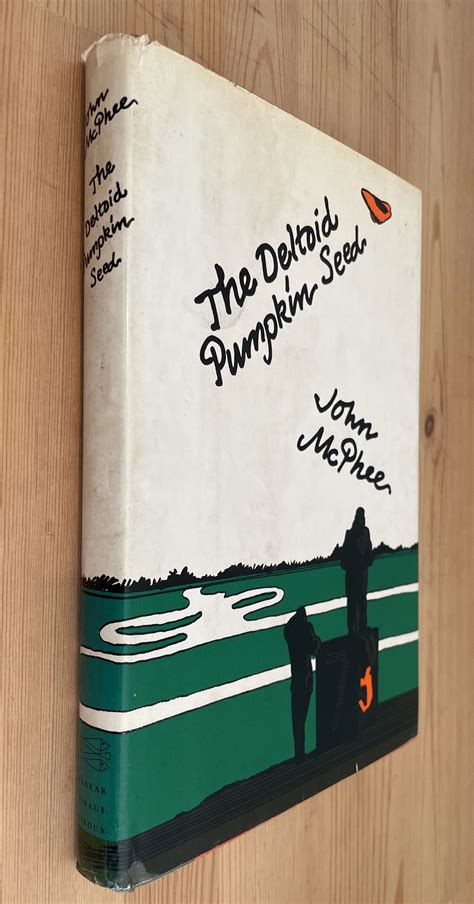 John
McPhee
The
Deltoid
Pumpkin
Seed
The Deltoid
Pumpkin Seed
John
McPhee